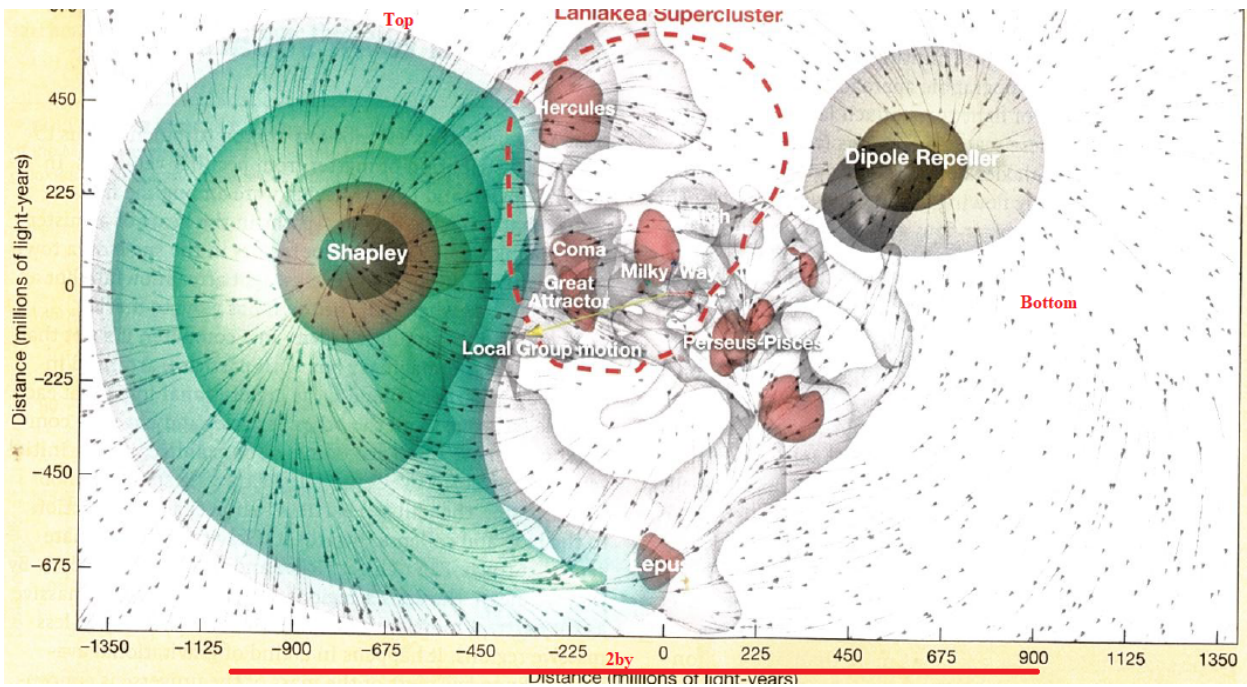 Top
Laniakea Supercluster
675
450
225
0
-225
-450
-675
Distance (millions of light-years)
Hercules
Dipole Repeller
Shapley
Coma
Milky Way
Great
Attractor
Bottom
Local Group motion
Perseus-Pisces
Lepus
-1350
-1125
-900
-675
-450
-225
0
225
450
675
900
1125
1350
2by
Distance (millions of light-years)